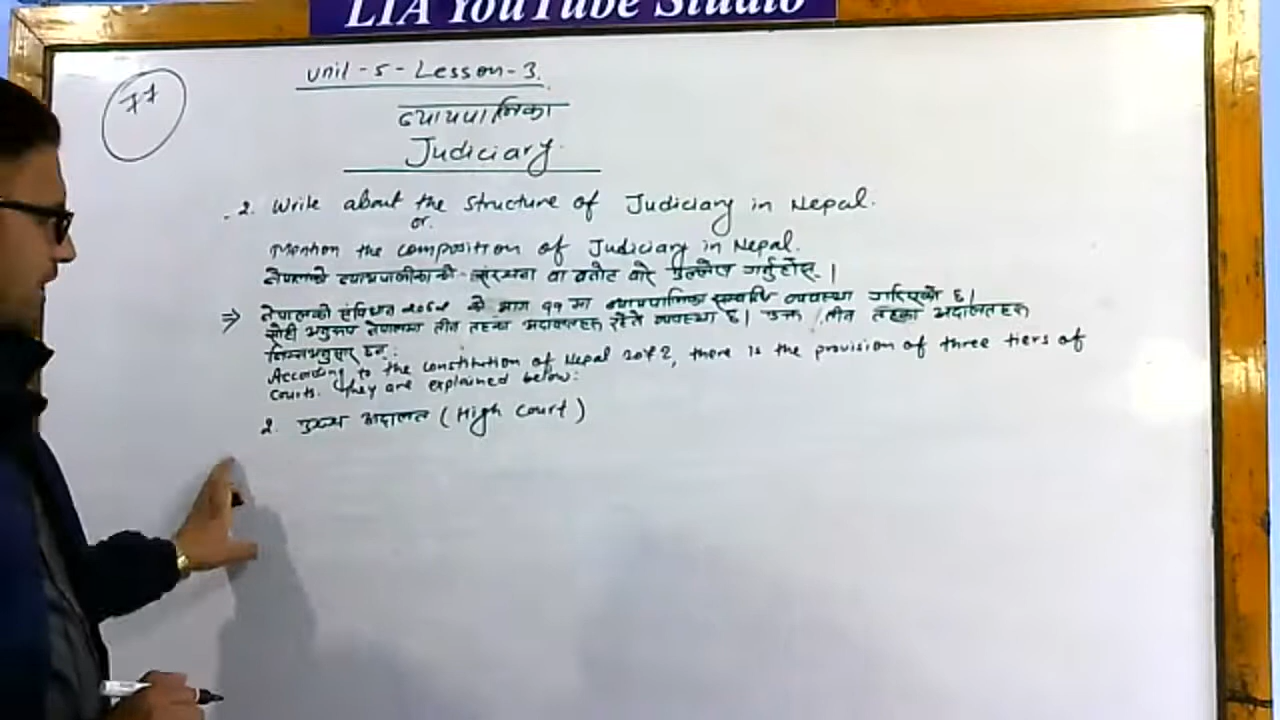 LIA YouTube Studio
77
Unit-5-Lesson-3.
न्यायपालिका
Judiciary
2. Write about the structure of Judiciary in Nepal.
or
Mention the composition of Judiciary in Nepal.
नेपालको न्यायपालिकाको संरचना वा बनोट बारे उल्लेख गर्नुहोस् ।
⇒ नेपालको संविधान २०७२ को भाग ११ मा न्यायपालिका सम्बन्धि व्यवस्था गरिएको छ ।
सोही अनुरूप नेपालमा तीन तहका अदालतहरू रहने व्यवस्था छ । उक्त तीन तहका अदालतहरू
निम्नअनुसार छन् :
According to the constitution of Nepal 2072, there is the provision of three tiers of
courts. They are explained below:
2. उच्च अदालत (High Court)